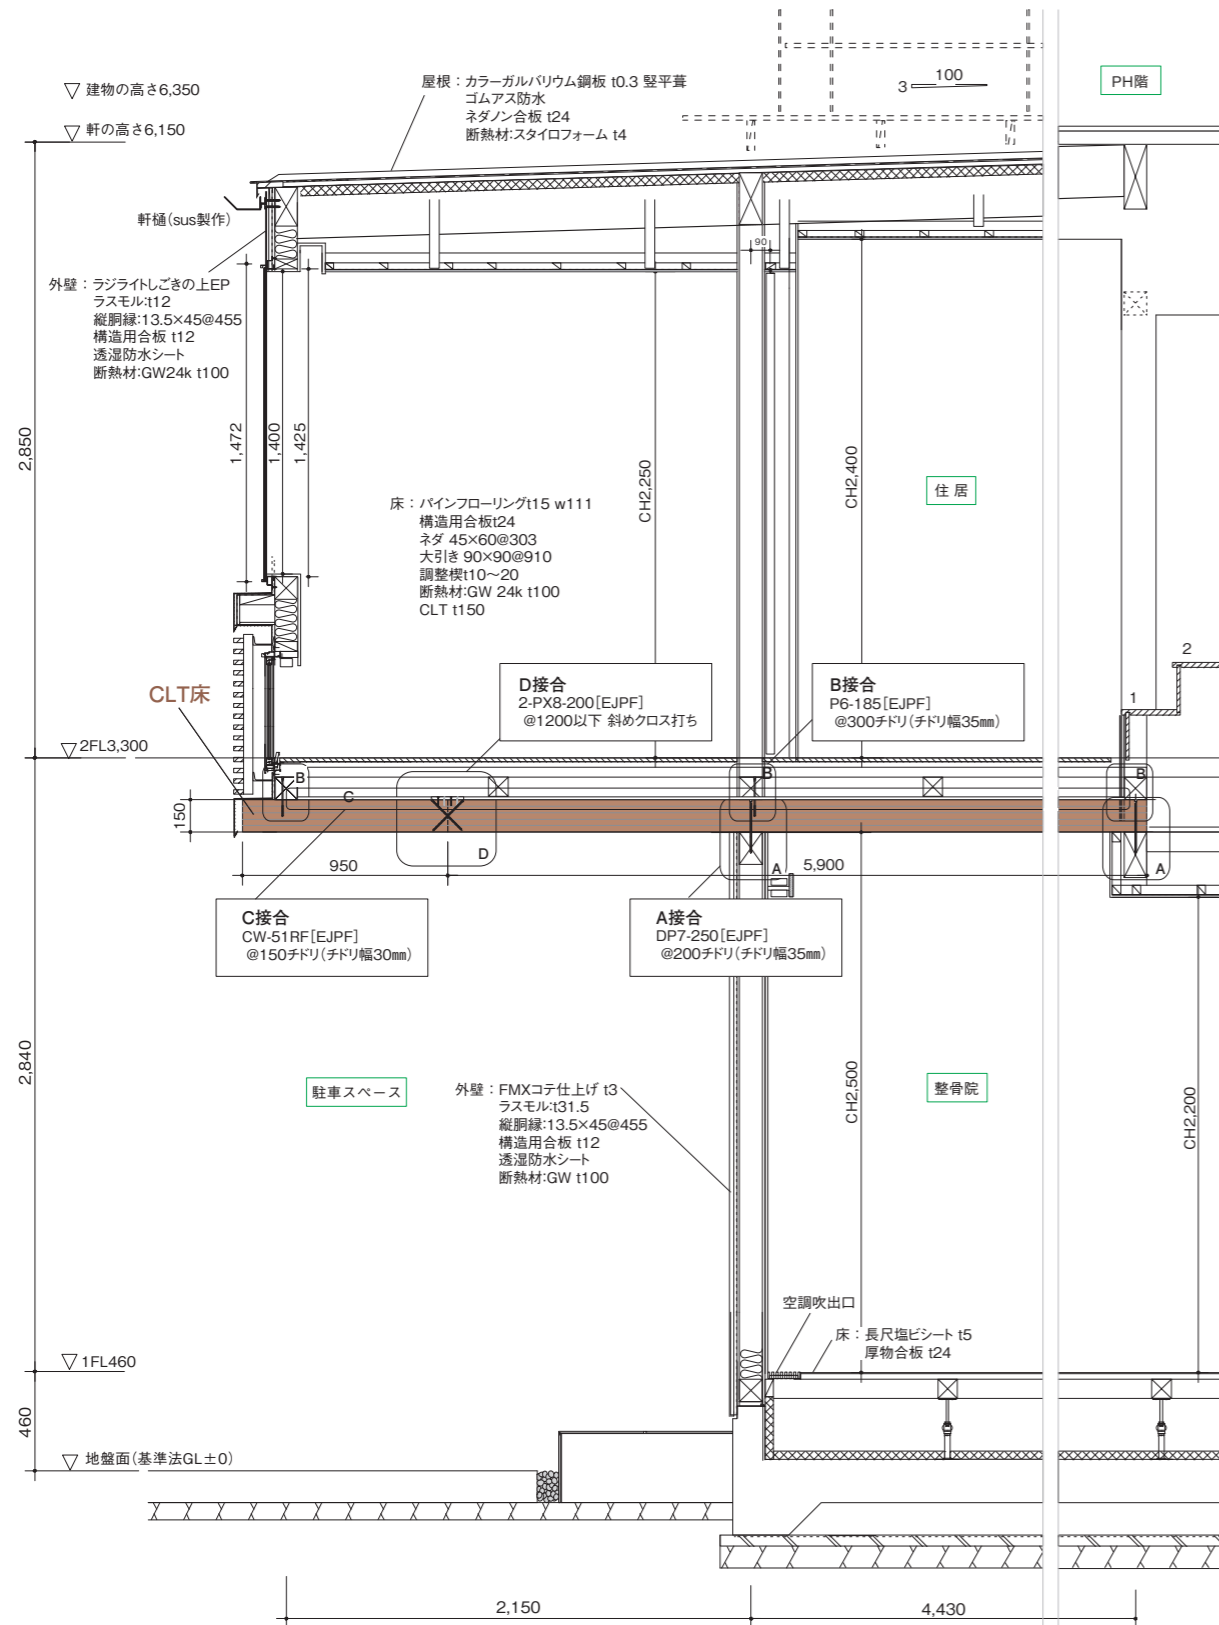 建物の高さ6,350
軒の高さ6,150
屋根：カラーガルバリウム鋼板 t0.3 竪平葺
ゴムアス防水
ネダノン合板 t24
断熱材:スタイロフォーム t4
100
3
PH階
軒樋(sus製作)
90
外壁：ラジライトしごきの上EP
ラスモル:t12
縦胴縁:13.5×45@455
構造用合板 t12
透湿防水シート
断熱材:GW24k t100
2,850
1,472
1,400
1,425
CH2,250
CH2,400
住 居
床：パインフローリングt15 w111
構造用合板t24
ネダ 45×60@303
大引き 90×90@910
調整楔t10～20
断熱材:GW 24k t100
CLT t150
2
1
CLT床
D接合
2-PX8-200[EJPF]
@1200以下 斜めクロス打ち
B接合
P6-185[EJPF]
@300チドリ(チドリ幅35㎜)
2FL3,300
B
B
B
C
150
D
A
A
950
5,900
C接合
CW-51RF[EJPF]
@150チドリ(チドリ幅30㎜)
A接合
DP7-250[EJPF]
@200チドリ(チドリ幅35㎜)
2,840
駐車スペース
外壁：FMXコテ仕上げ t3
ラスモル:t31.5
縦胴縁:13.5×45@455
構造用合板 t12
透湿防水シート
断熱材:GW t100
CH2,500
整骨院
CH2,200
空調吹出口
床：長尺塩ビシート t5
厚物合板 t24
1FL460
460
地盤面(基準法GL±0)
2,150
4,430